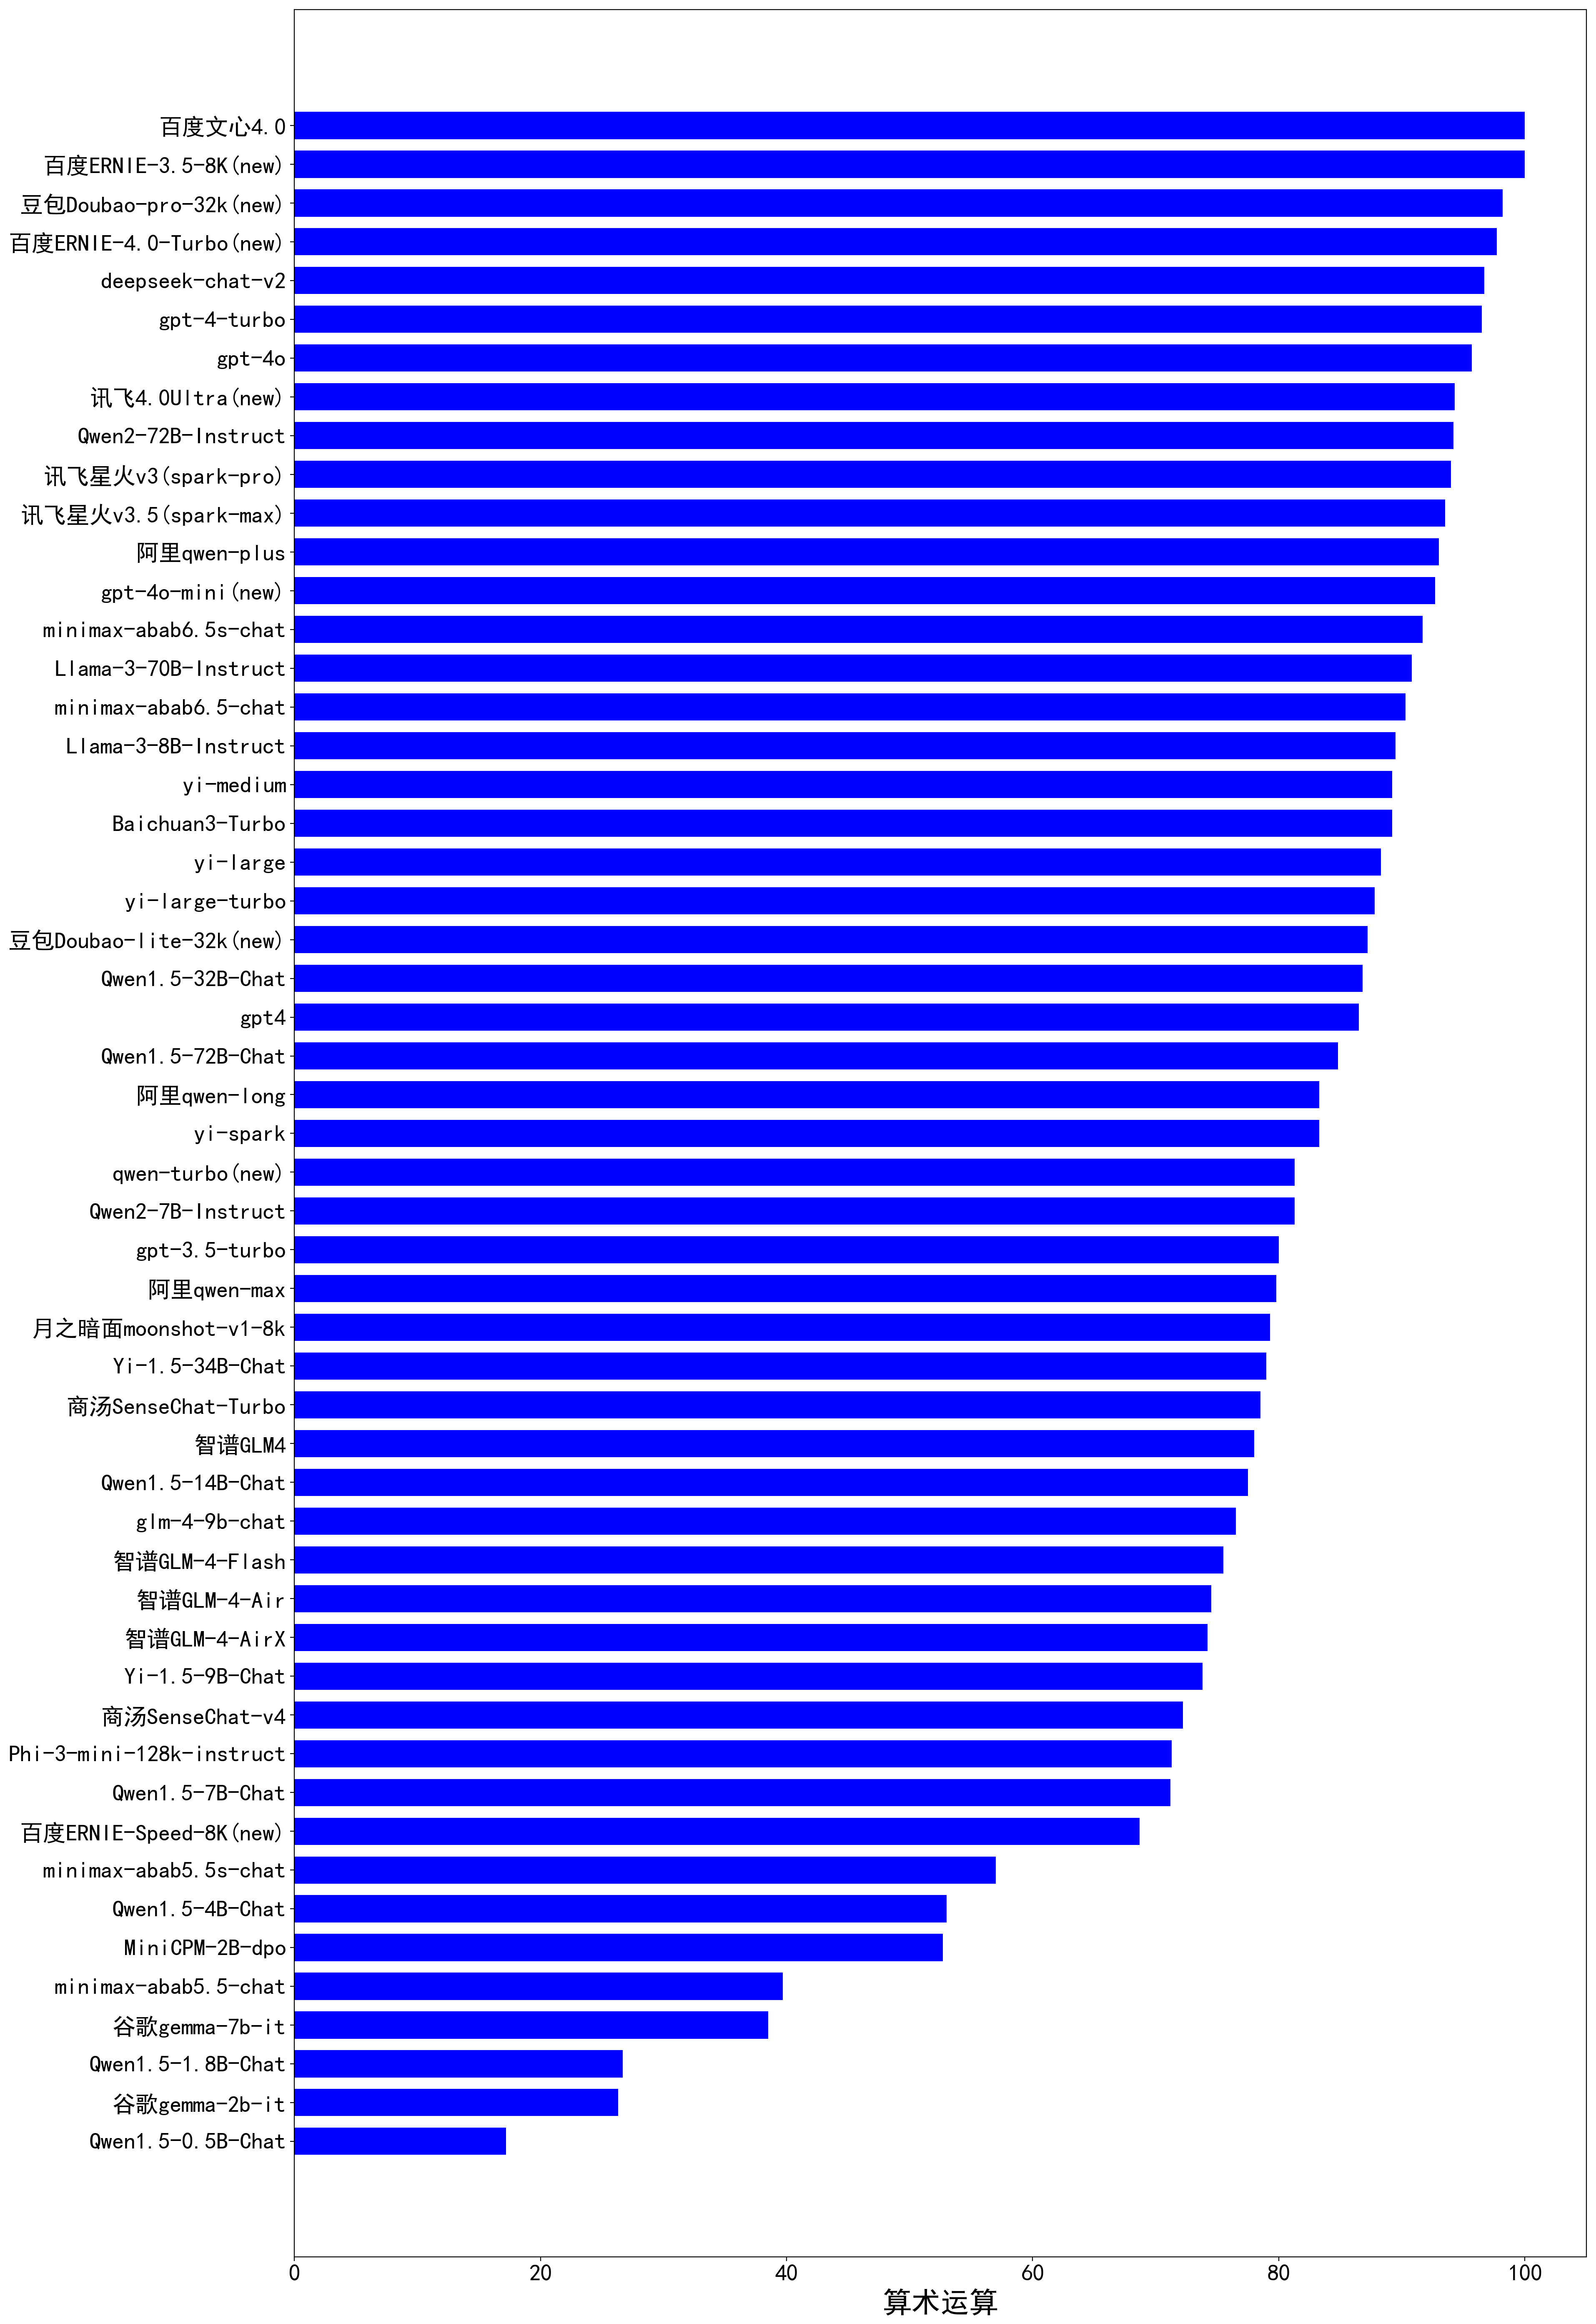 百度文心4.0
百度ERNIE-3.5-8K(new)
豆包Doubao-pro-32k(new)
百度ERNIE-4.0-Turbo(new)
deepseek-chat-v2
gpt-4-turbo
gpt-4o
讯飞4.0Ultra(new)
Qwen2-72B-Instruct
讯飞星火v3(spark-pro)
讯飞星火v3.5(spark-max)
阿里qwen-plus
gpt-4o-mini(new)
minimax-abab6.5s-chat
Llama-3-70B-Instruct
minimax-abab6.5-chat
Llama-3-8B-Instruct
yi-medium
Baichuan3-Turbo
yi-large
yi-large-turbo
豆包Doubao-lite-32k(new)
Qwen1.5-32B-Chat
gpt4
Qwen1.5-72B-Chat
阿里qwen-long
yi-spark
qwen-turbo(new)
Qwen2-7B-Instruct
gpt-3.5-turbo
阿里qwen-max
月之暗面moonshot-v1-8k
Yi-1.5-34B-Chat
商汤SenseChat-Turbo
智谱GLM4
Qwen1.5-14B-Chat
glm-4-9b-chat
智谱GLM-4-Flash
智谱GLM-4-Air
智谱GLM-4-AirX
Yi-1.5-9B-Chat
商汤SenseChat-v4
Phi-3-mini-128k-instruct
Qwen1.5-7B-Chat
百度ERNIE-Speed-8K(new)
minimax-abab5.5s-chat
Qwen1.5-4B-Chat
MiniCPM-2B-dpo
minimax-abab5.5-chat
谷歌gemma-7b-it
Qwen1.5-1.8B-Chat
谷歌gemma-2b-it
Qwen1.5-0.5B-Chat
0 20 40 60 80 100
算术运算